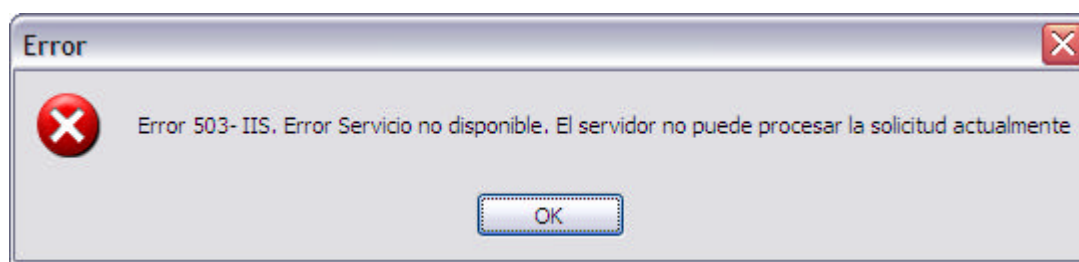 Error
Error 503- IIS. Error Servicio no disponible. El servidor no puede procesar la solicitud actualmente
OK